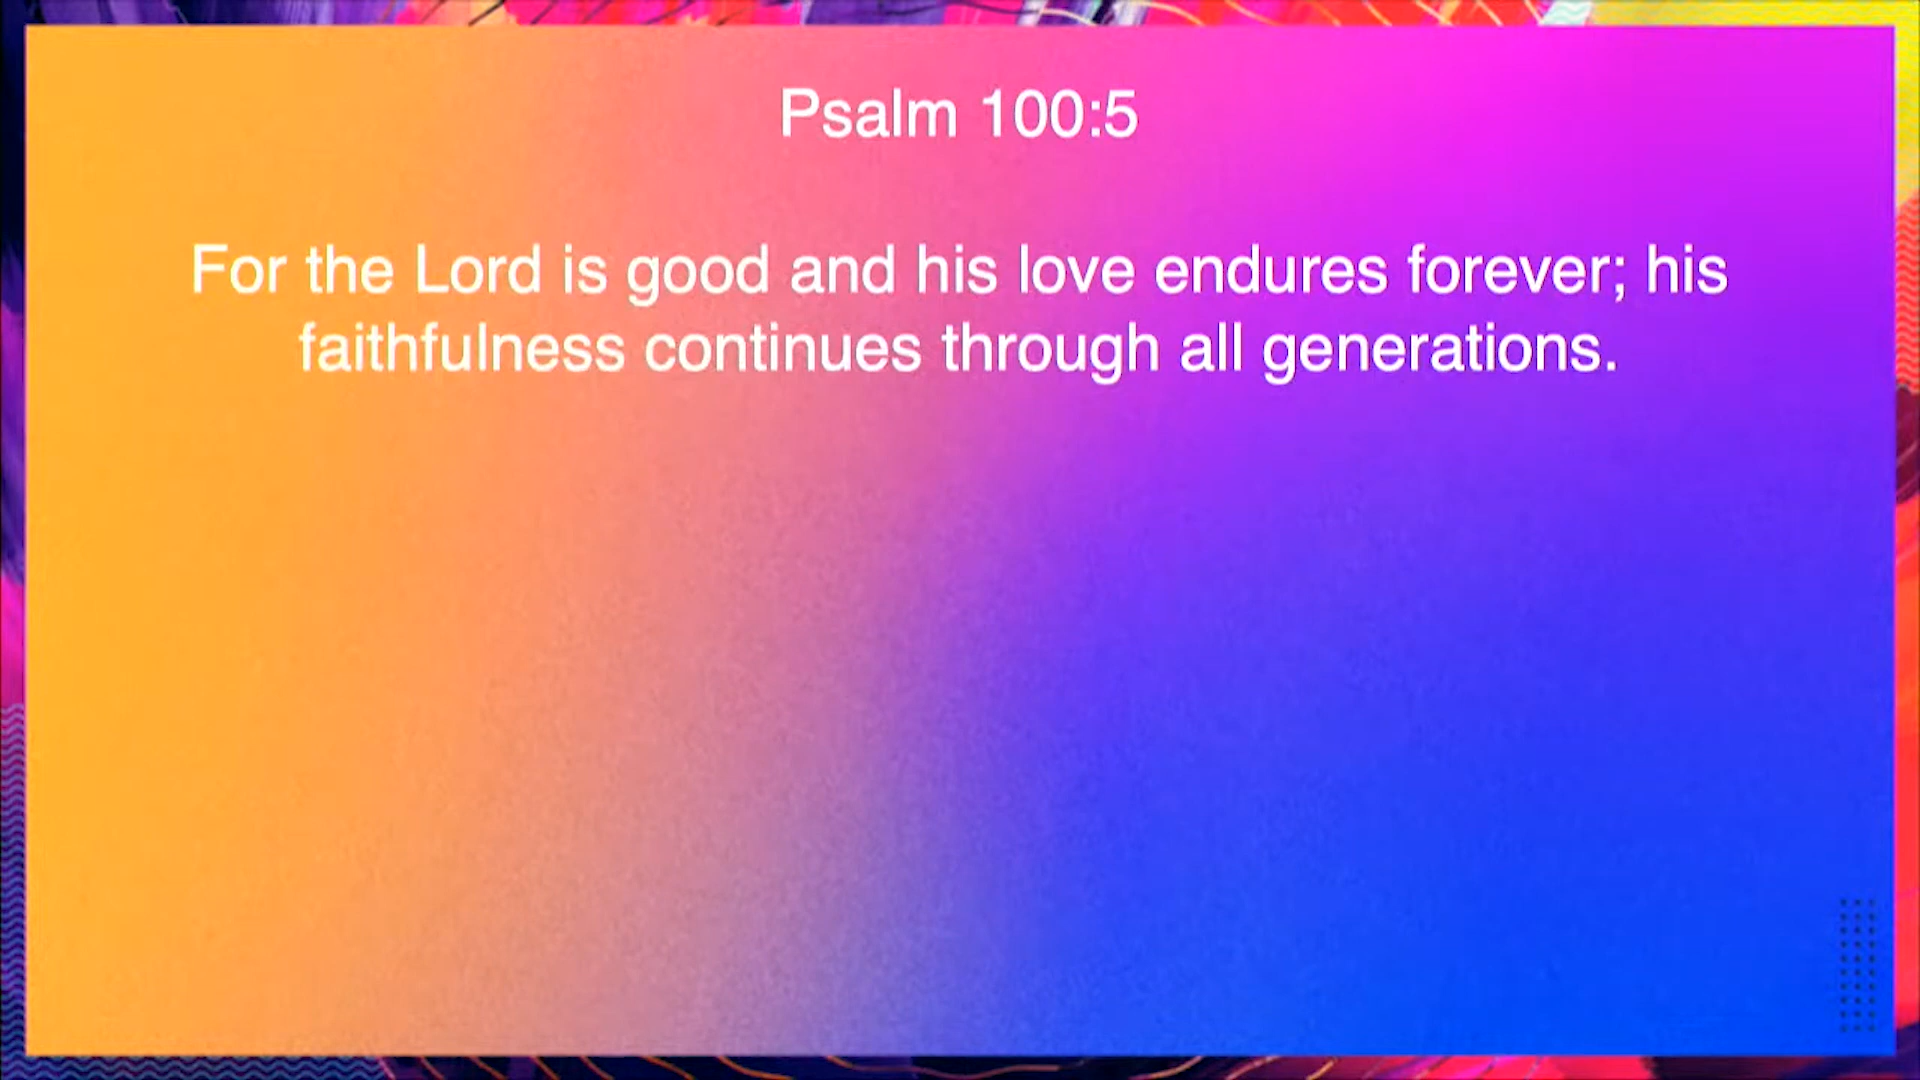 Psalm 100:5
For the Lord is good and his love endures forever; his
faithfulness continues through all generations.